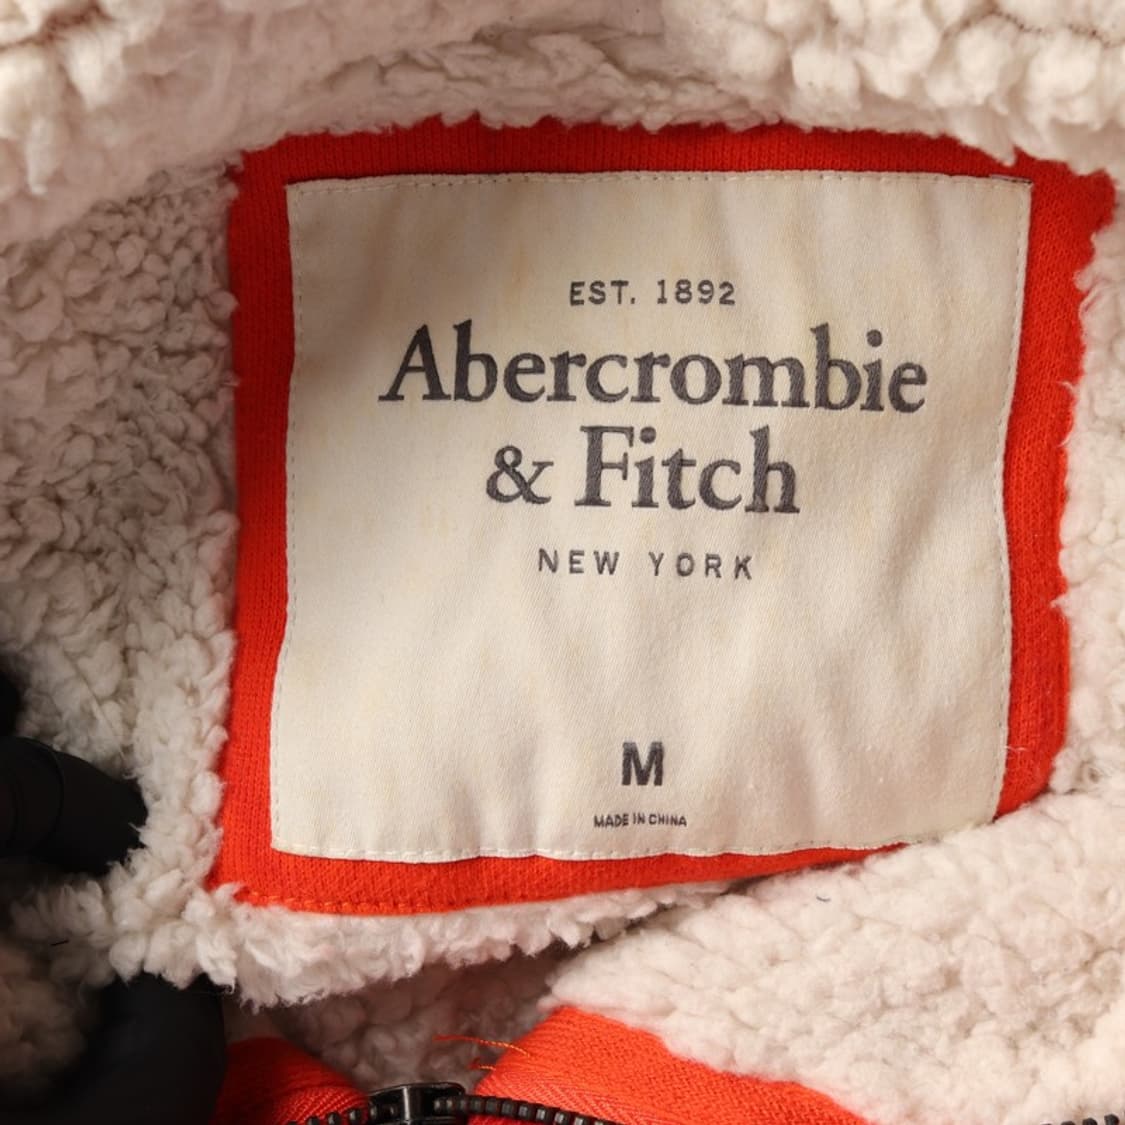 EST. 1892
Abercrombie
& Fitch
NEW YORK
M
MADE IN CHINA